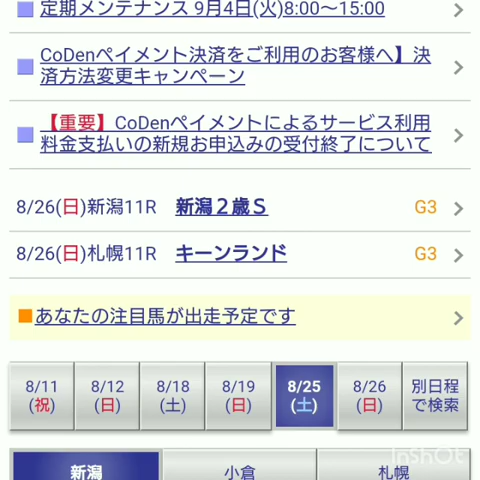 定期メンテナンス 9月4日(火)8:00～15:00
CoDenペイメント決済をご利用のお客様へ】決
済方法変更キャンペーン
【重要】CoDenペイメントによるサービス利用
料金支払いの新規お申込みの受付終了について
8/26(日)新潟11R 新潟２歳Ｓ G3
8/26(日)札幌11R キーンランド G3
あなたの注目馬が出走予定です
8/11 8/12 8/18 8/19 8/25 8/26 別日程
(祝) (日) (土) (日) (土) (日) で検索
InShOt
新潟 小倉 札幌